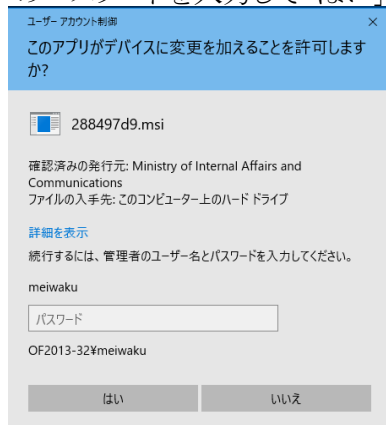 ユーザー アカウント制御
このアプリがデバイスに変更を加えることを許可します
か?
288497d9.msi
確認済みの発行元: Ministry of Internal Affairs and
Communications
ファイルの入手先: このコンピューター上のハード ドライブ
詳細を表示
続行するには、管理者のユーザー名とパスワードを入力してください。
meiwaku
パスワード
OF2013-32¥meiwaku
はい
いいえ